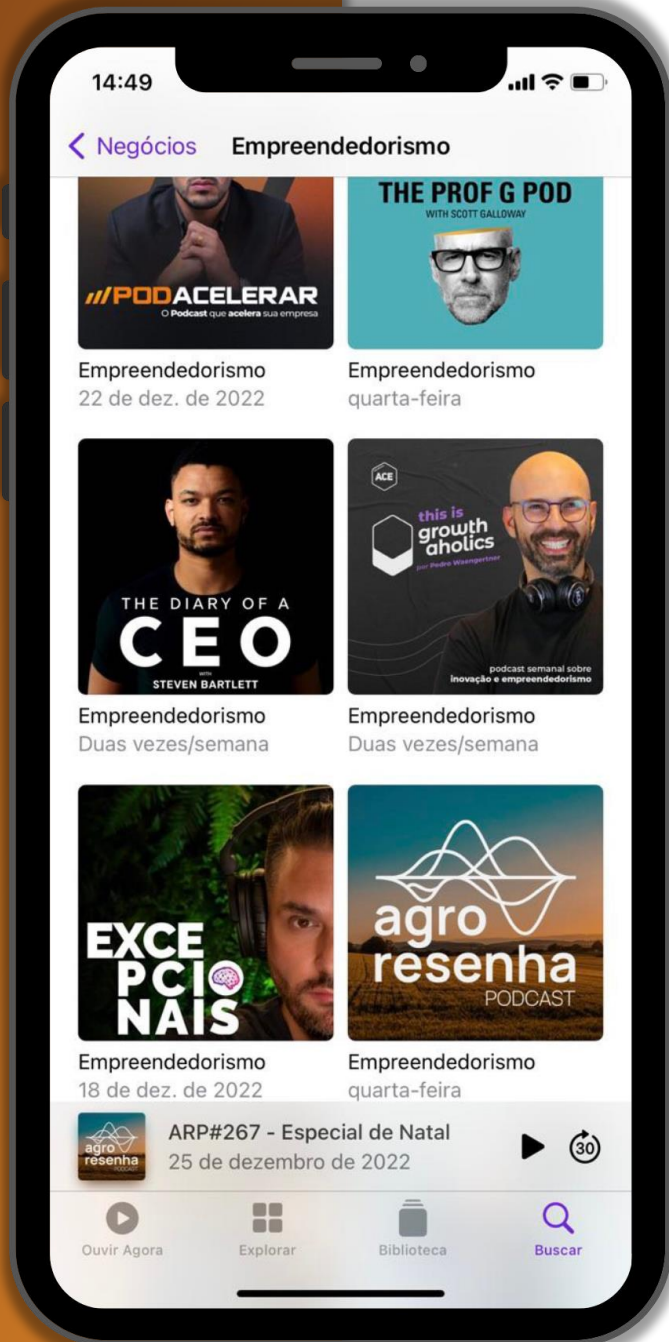 14:49
Negócios Empreendedorismo
///PODACELERAR
O Podcast que acelera sua empresa
THE PROF G POD
WITH SCOTT GALLOWAY
Empreendedorismo
22 de dez. de 2022
Empreendedorismo
quarta-feira
THE DIARY OF A
CEO
WITH
STEVEN BARTLETT
ACE
this is
growth
aholics
por Pedro Waengertner
ACE
podcast semanal sobre
inovação e empreendedorismo
Empreendedorismo
Duas vezes/semana
Empreendedorismo
Duas vezes/semana
EXCE
PCIO
NAIS
agro
resenha
PODCAST
Empreendedorismo
18 de dez. de 2022
Empreendedorismo
quarta-feira
agro
resenha
PODCAST
ARP#267 - Especial de Natal
25 de dezembro de 2022
30
Ouvir Agora
Explorar
Biblioteca
Buscar